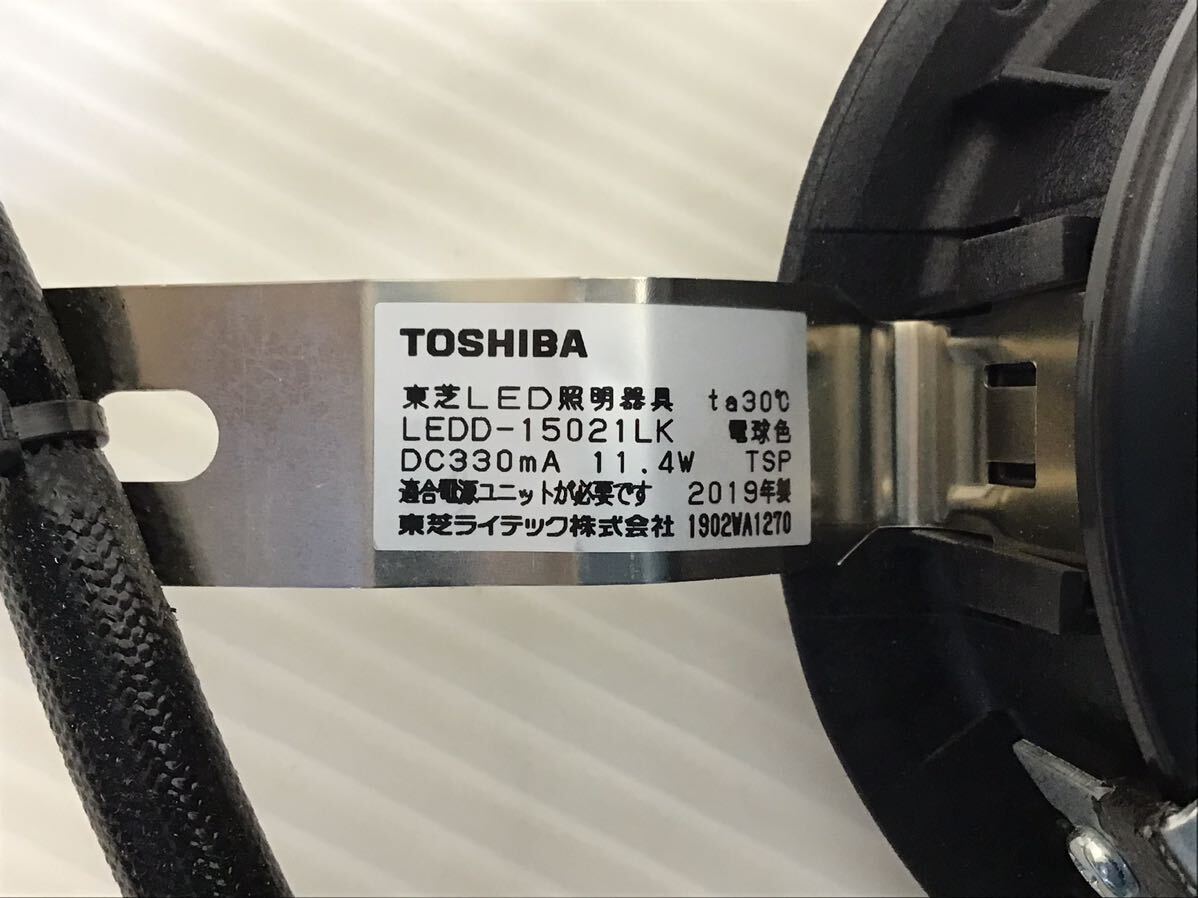 TOSHIBA
東芝LED照明器具 ta30℃
LEDD-15021LK 電球色
DC330mA 11.4W TSP
適合電源ユニットが必要です 2019年製
東芝ライテック株式会社 1902WA1270